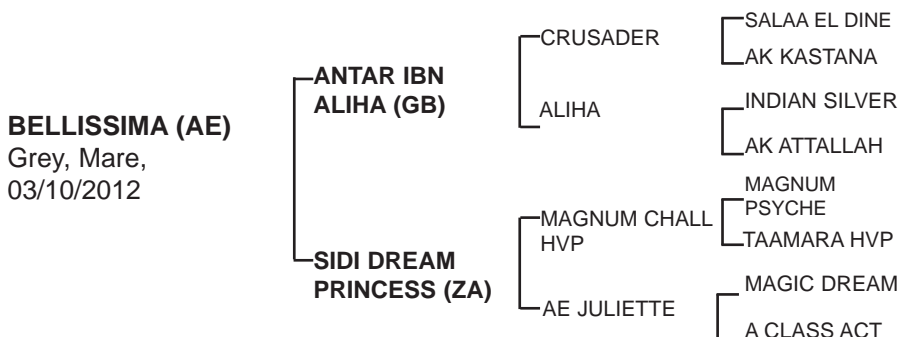 BELLISSIMA (AE)
Grey, Mare,
03/10/2012
ANTAR IBN
ALIHA (GB)
SIDI DREAM
PRINCESS (ZA)
CRUSADER
ALIHA
MAGNUM CHALL
HVP
AE JULIETTE
SALAA EL DINE
AK KASTANA
INDIAN SILVER
AK ATTALLAH
MAGNUM
PSYCHE
TAAMARA HVP
MAGIC DREAM
A CLASS ACT